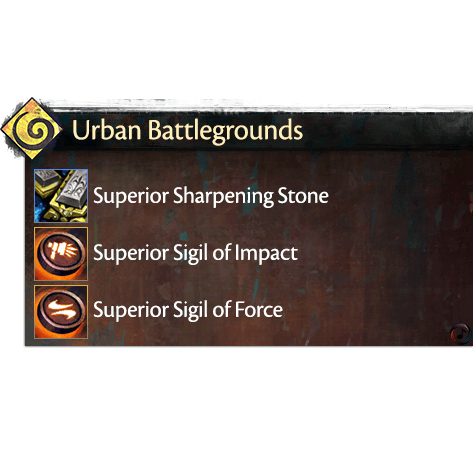 Urban Battlegrounds
Superior Sharpening Stone
Superior Sigil of Impact
Superior Sigil of Force